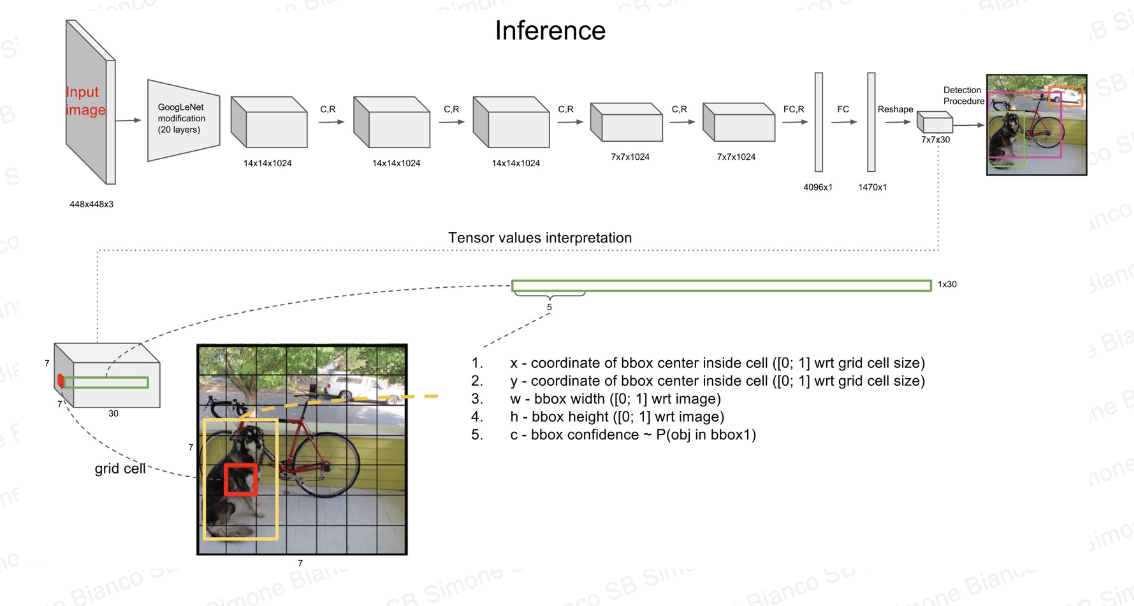 Inference
Input
image
448x448x3
GoogLeNet
modification
(20 layers)
14x14x1024
C,R
14x14x1024
C,R
14x14x1024
C,R
7x7x1024
C,R
7x7x1024
FC,R
4096x1
FC
1470x1
Reshape
7x7x30
Detection
Procedure
Tensor values interpretation
1x30
5
7
7
30
grid cell
7
7
1. x - coordinate of bbox center inside cell ([0; 1] wrt grid cell size)
2. y - coordinate of bbox center inside cell ([0; 1] wrt grid cell size)
3. w - bbox width ([0; 1] wrt image)
4. h - bbox height ([0; 1] wrt image)
5. c - bbox confidence ~ P(obj in bbox1)
Bianco SB Simone Bianco SB Simone Bianco SB